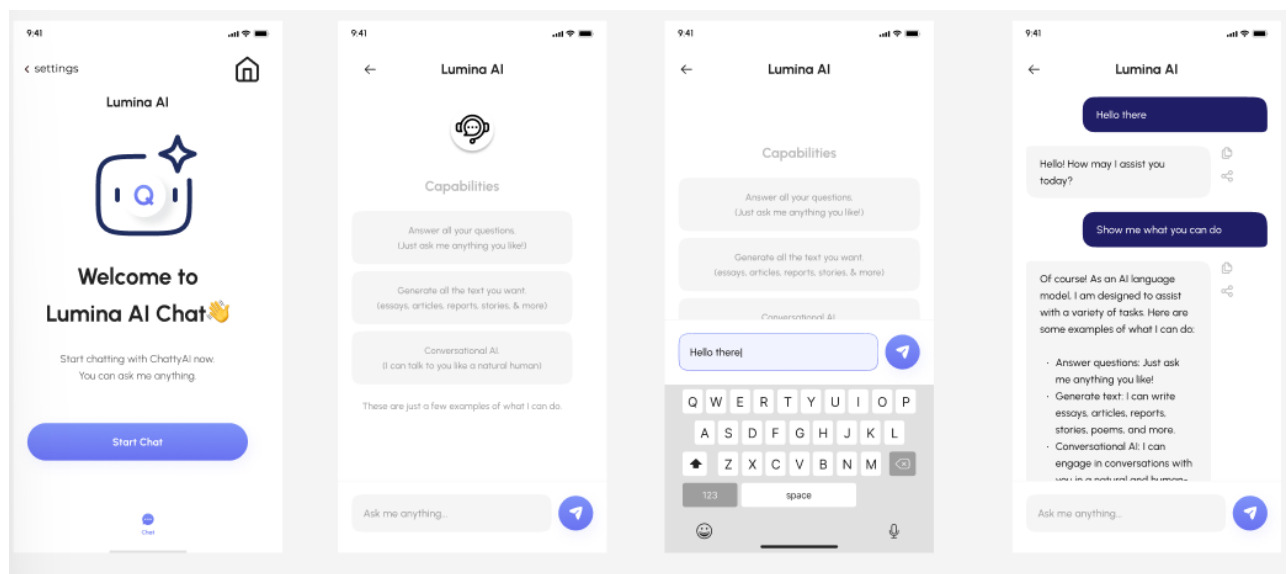 9:41
settings
Lumina AI
Q
Welcome to
Lumina AI Chat👋
Start chatting with ChattyAI now.
You can ask me anything.
Start Chat
Chat
9:41
Lumina AI
Capabilities
Answer all your questions.
(Just ask me anything you like!)
Generate all the text you want.
(essays, articles, reports, stories, & more)
Conversational AI.
(I can talk to you like a natural human)
These are just a few examples of what I can do.
Ask me anything...
9:41
Lumina AI
Capabilities
Answer all your questions.
(Just ask me anything you like!)
Generate all the text you want.
(essays, articles, reports, stories, & more)
Conversational AI
Hello there
Q W E R T Y U I O P
A S D F G H J K L
Z X C V B N M
123 space
9:41
Lumina AI
Hello there
Hello! How may I assist you
today?
Show me what you can do
Of course! As an AI language
model, I am designed to assist
with a variety of tasks. Here are
some examples of what I can do:
· Answer questions: Just ask
me anything you like!
· Generate text: I can write
essays, articles, reports,
stories, poems, and more.
· Conversational AI: I can
engage in conversations with
you in a natural and human-
Ask me anything...